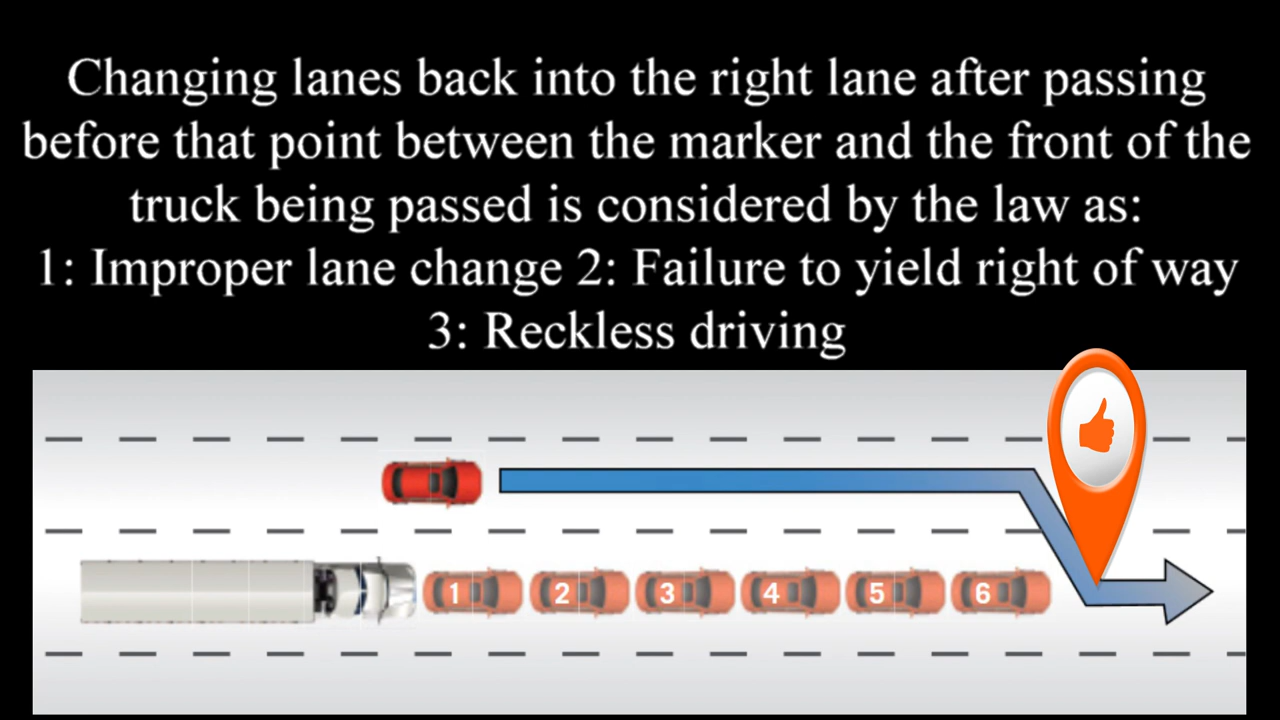 Changing lanes back into the right lane after passing
before that point between the marker and the front of the
truck being passed is considered by the law as:
1: Improper lane change 2: Failure to yield right of way
3: Reckless driving
1 2 3 4 5 6